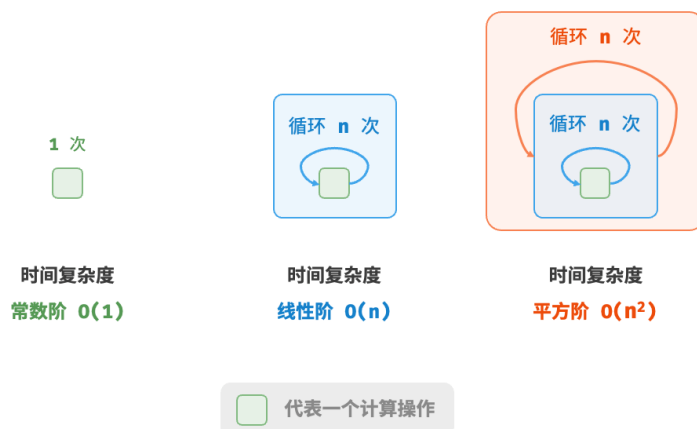 循环 n 次
循环 n 次
循环 n 次
1 次
时间复杂度
时间复杂度
时间复杂度
常数阶 O(1)
线性阶 O(n)
平方阶 O(n²)
代表一个计算操作